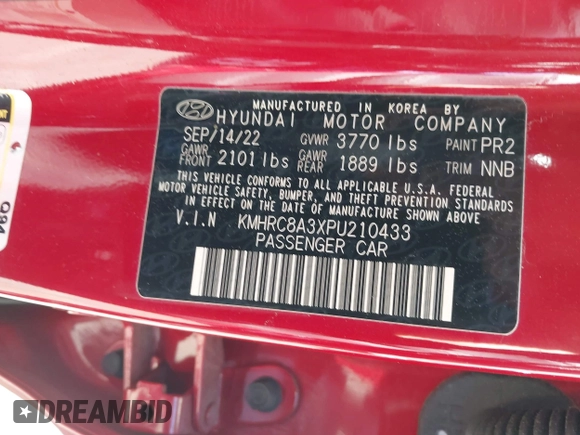 MANUFACTURED IN KOREA BY
HYUNDAI MOTOR COMPANY
SEP/14/22 GVWR 3770 lbs PAINT PR2
GAWR FRONT 2101 lbs GAWR REAR 1889 lbs TRIM NNB
THIS VEHICLE CONFORMS TO ALL APPLICABLE U.S.A. FEDERAL
MOTOR VEHICLE SAFETY, BUMPER, AND THEFT PREVENTION STANDARDS
IN EFFECT ON THE DATE OF MANUFACTURE SHOWN ABOVE.
V.I.N KMHRC8A3XPU210433
PASSENGER CAR
DREAMBID